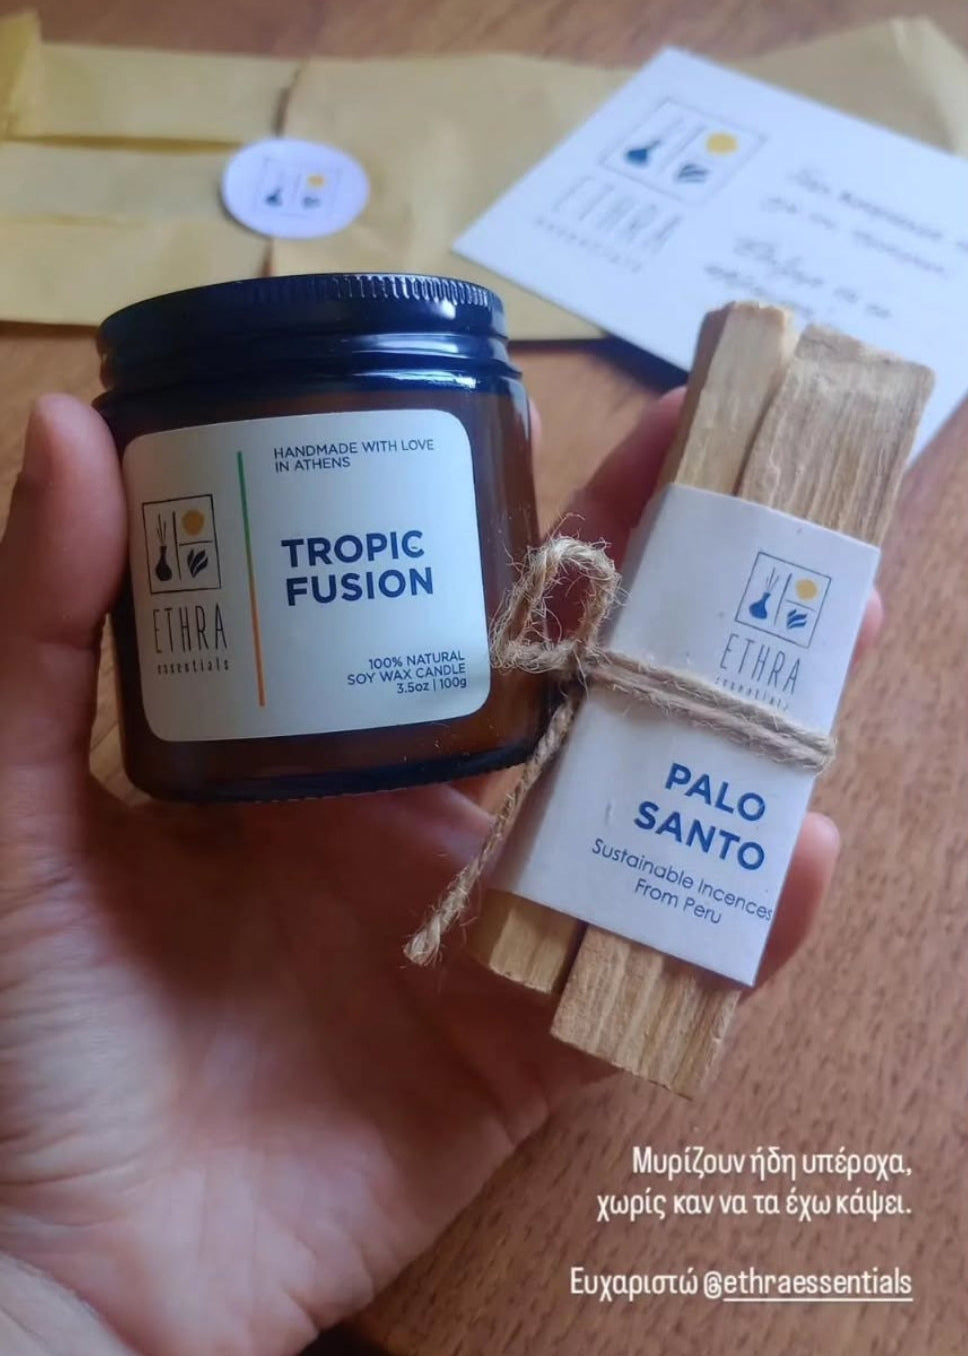 ETHRA
HANDMADE WITH LOVE
IN ATHENS
TROPIC
FUSION
ETHRA
essentials
100% NATURAL
SOY WAX CANDLE
3.5oz | 100g
ETHRA
essentials
PALO
SANTO
Sustainable Incences
From Peru
Μυρίζουν ήδη υπέροχα,
χωρίς καν να τα έχω κάψει.
Ευχαριστώ @ethraessentials